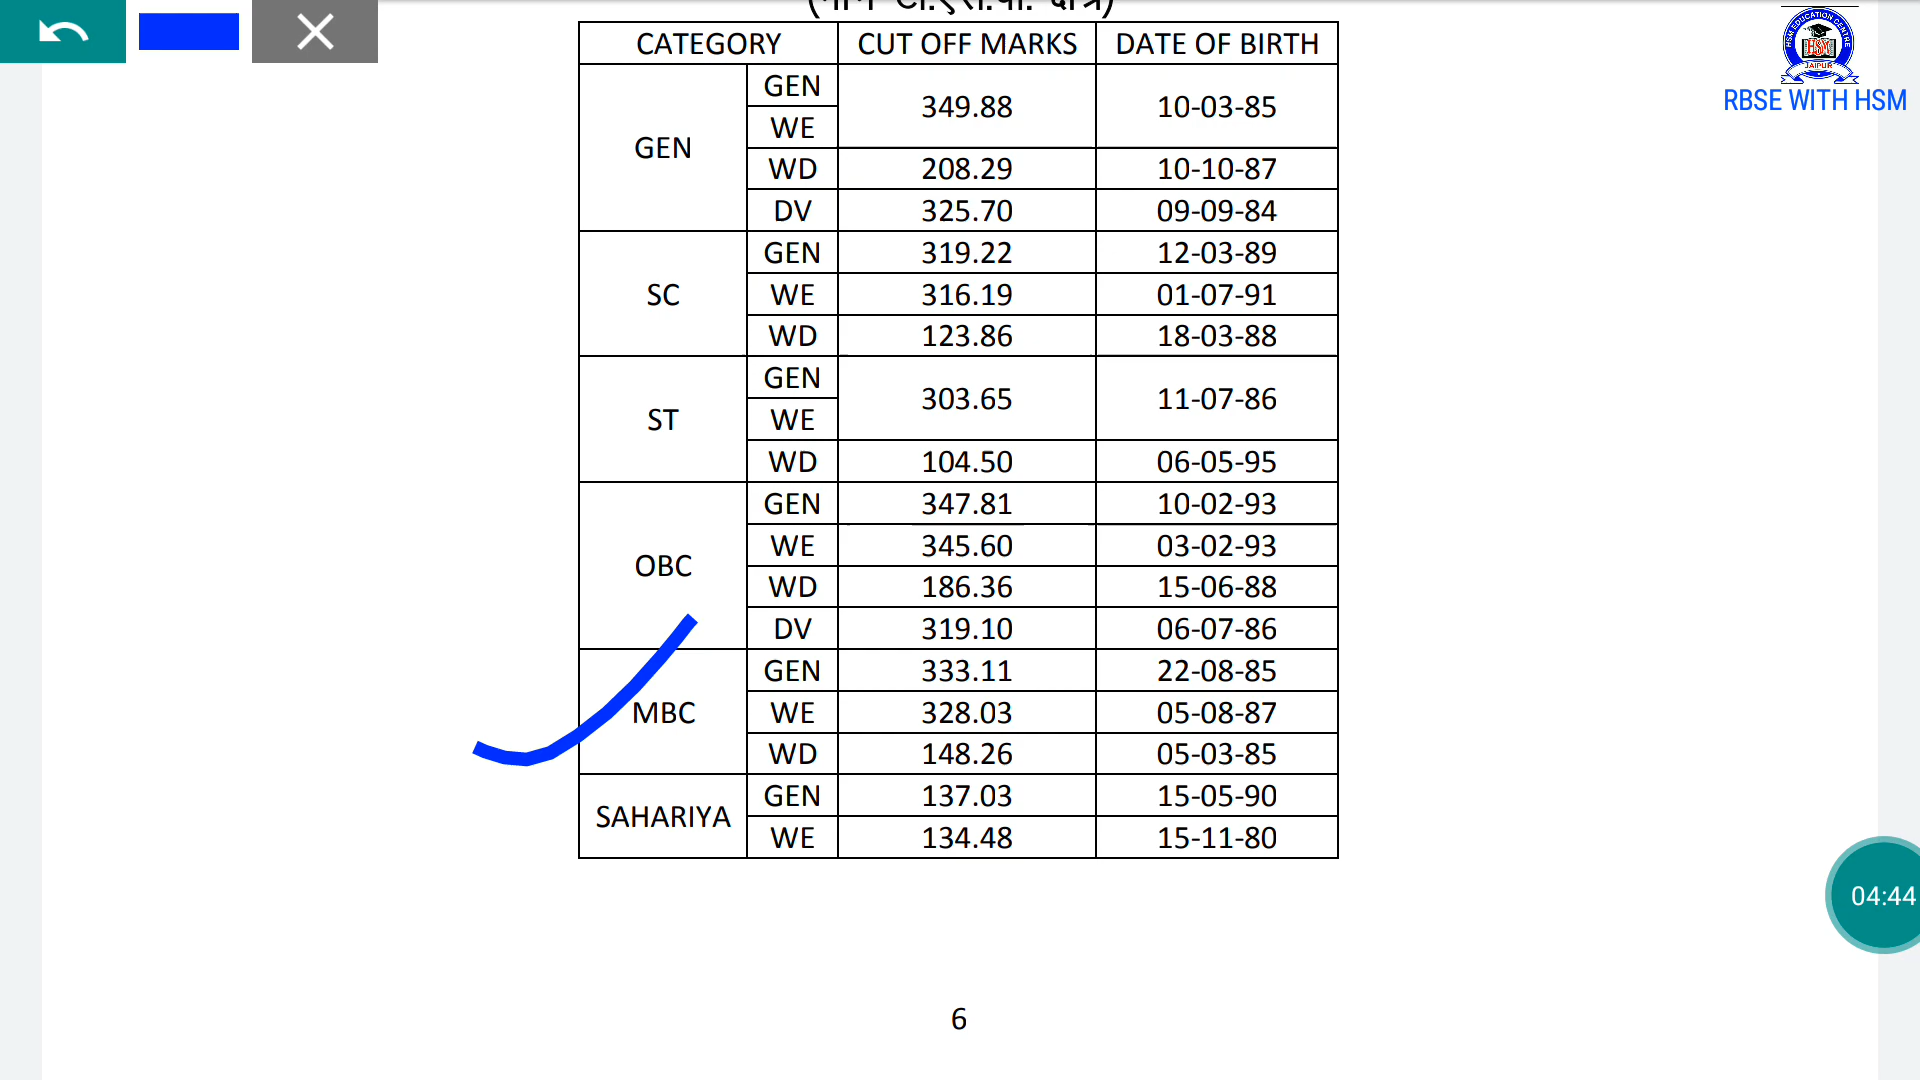 CATEGORY CUT OFF MARKS DATE OF BIRTH
GEN GEN 349.88 10-03-85
WE
WD 208.29 10-10-87
DV 325.70 09-09-84
SC GEN 319.22 12-03-89
WE 316.19 01-07-91
WD 123.86 18-03-88
ST GEN 303.65 11-07-86
WE
WD 104.50 06-05-95
OBC GEN 347.81 10-02-93
WE 345.60 03-02-93
WD 186.36 15-06-88
DV 319.10 06-07-86
MBC GEN 333.11 22-08-85
WE 328.03 05-08-87
WD 148.26 05-03-85
SAHARIYA GEN 137.03 15-05-90
WE 134.48 15-11-80
6
HSM EDUCATION CENTRE
HSM
JAIPUR
RBSE WITH HSM
04:44